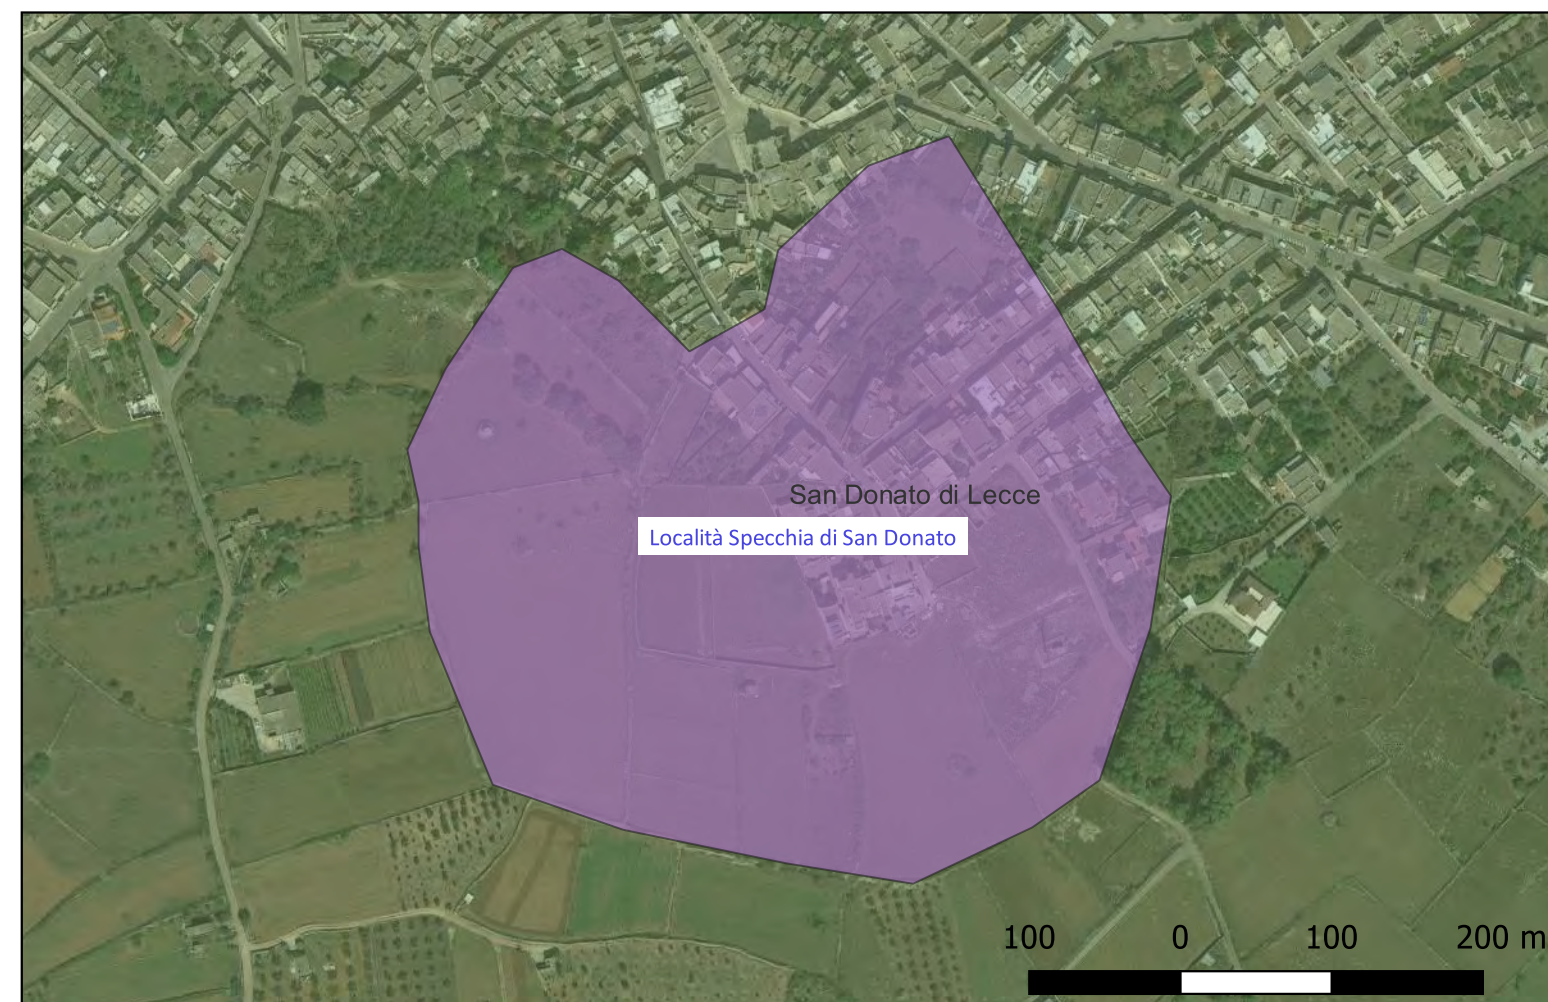 San Donato di Lecce
Località Specchia di San Donato
100 0 100 200 m